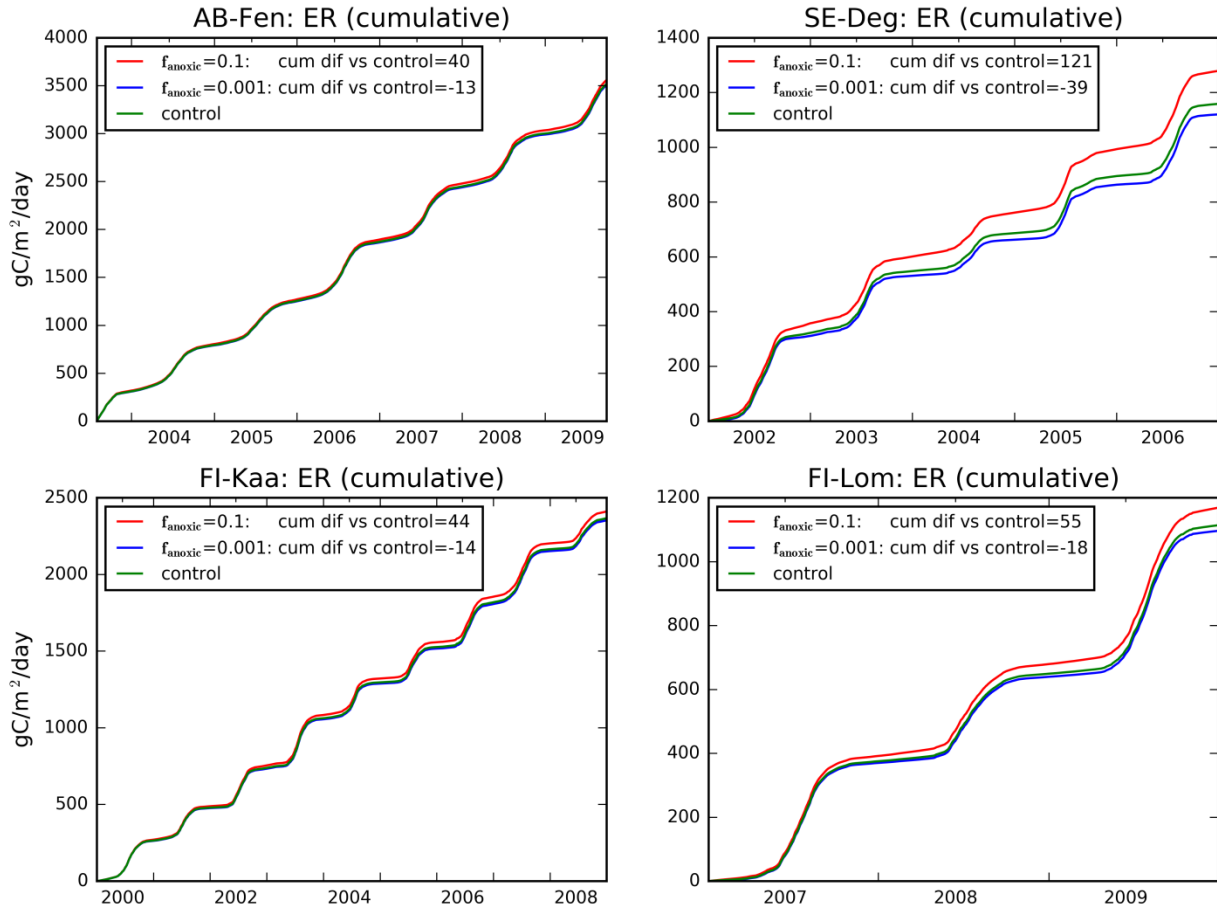 AB-Fen: ER (cumulative)
gC/m²/day
4000
3500
3000
2500
2000
1500
1000
500
0
f_anoxic=0.1: cum dif vs control=40
f_anoxic=0.001: cum dif vs control=-13
control
2004 2005 2006 2007 2008 2009
SE-Deg: ER (cumulative)
1400
1200
1000
800
600
400
200
0
f_anoxic=0.1: cum dif vs control=121
f_anoxic=0.001: cum dif vs control=-39
control
2002 2003 2004 2005 2006
FI-Kaa: ER (cumulative)
gC/m²/day
2500
2000
1500
1000
500
0
f_anoxic=0.1: cum dif vs control=44
f_anoxic=0.001: cum dif vs control=-14
control
2000 2002 2004 2006 2008
FI-Lom: ER (cumulative)
1200
1000
800
600
400
200
0
f_anoxic=0.1: cum dif vs control=55
f_anoxic=0.001: cum dif vs control=-18
control
2007 2008 2009